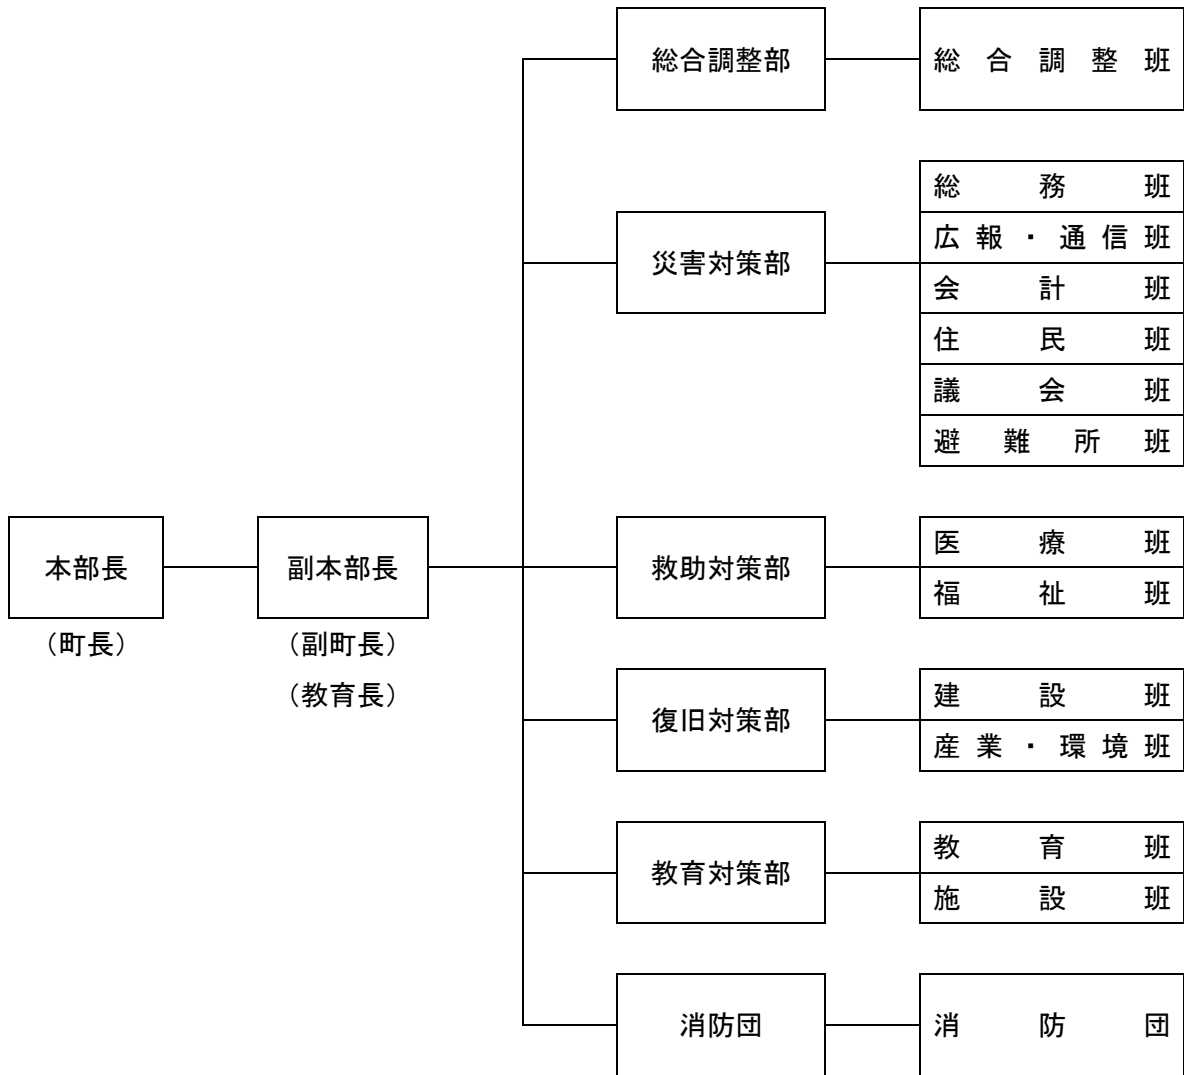 本部長
（町長）
副本部長
（副町長）
（教育長）
総合調整部
総合調整班
災害対策部
総務班
広報・通信班
会計班
住民班
議会班
避難所班
救助対策部
医療班
福祉班
復旧対策部
建設班
産業・環境班
教育対策部
教育班
施設班
消防団
消防団